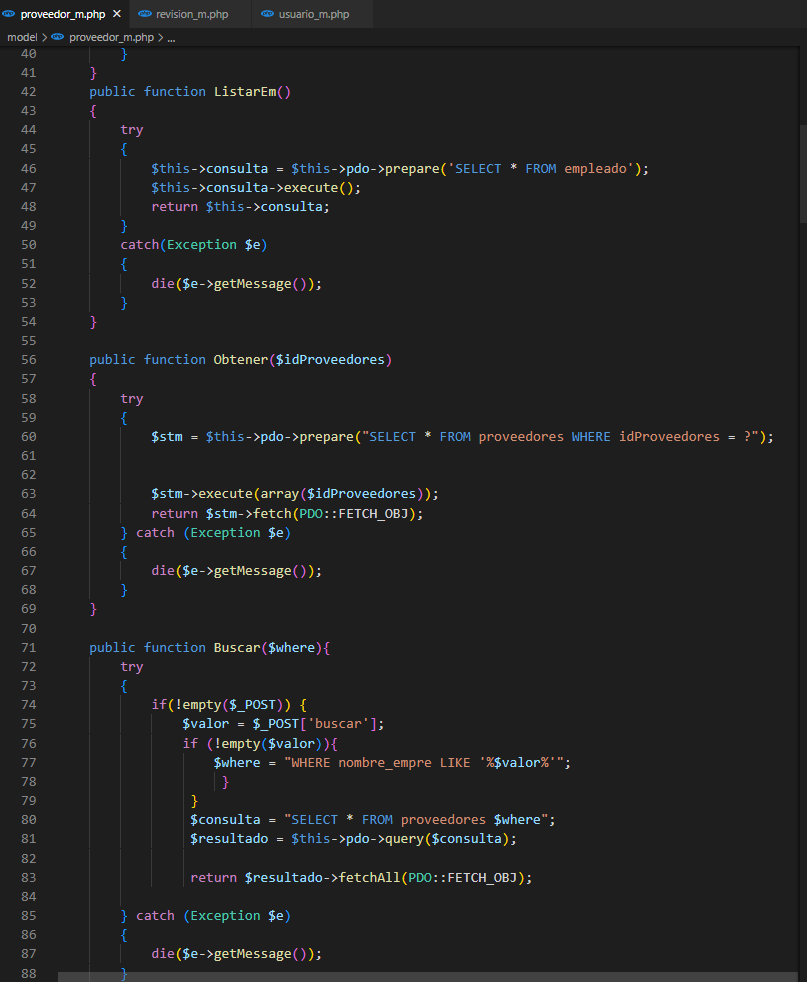 proveedor_m.php ✕ revision_m.php usuario_m.php
model > proveedor_m.php > ...
40 }
41 }
42 public function ListarEm()
43 {
44 try
45 {
46 $this->consulta = $this->pdo->prepare('SELECT * FROM empleado');
47 $this->consulta->execute();
48 return $this->consulta;
49 }
50 catch(Exception $e)
51 {
52 die($e->getMessage());
53 }
54 }
55
56 public function Obtener($idProveedores)
57 {
58 try
59 {
60 $stm = $this->pdo->prepare("SELECT * FROM proveedores WHERE idProveedores = ?");
61
62
63 $stm->execute(array($idProveedores));
64 return $stm->fetch(PDO::FETCH_OBJ);
65 } catch (Exception $e)
66 {
67 die($e->getMessage());
68 }
69 }
70
71 public function Buscar($where){
72 try
73 {
74 if(!empty($_POST)) {
75 $valor = $_POST['buscar'];
76 if (!empty($valor)){
77 $where = "WHERE nombre_empre LIKE '%$valor%'";
78 }
79 }
80 $consulta = "SELECT * FROM proveedores $where";
81 $resultado = $this->pdo->query($consulta);
82
83 return $resultado->fetchAll(PDO::FETCH_OBJ);
84
85 } catch (Exception $e)
86 {
87 die($e->getMessage());
88 }